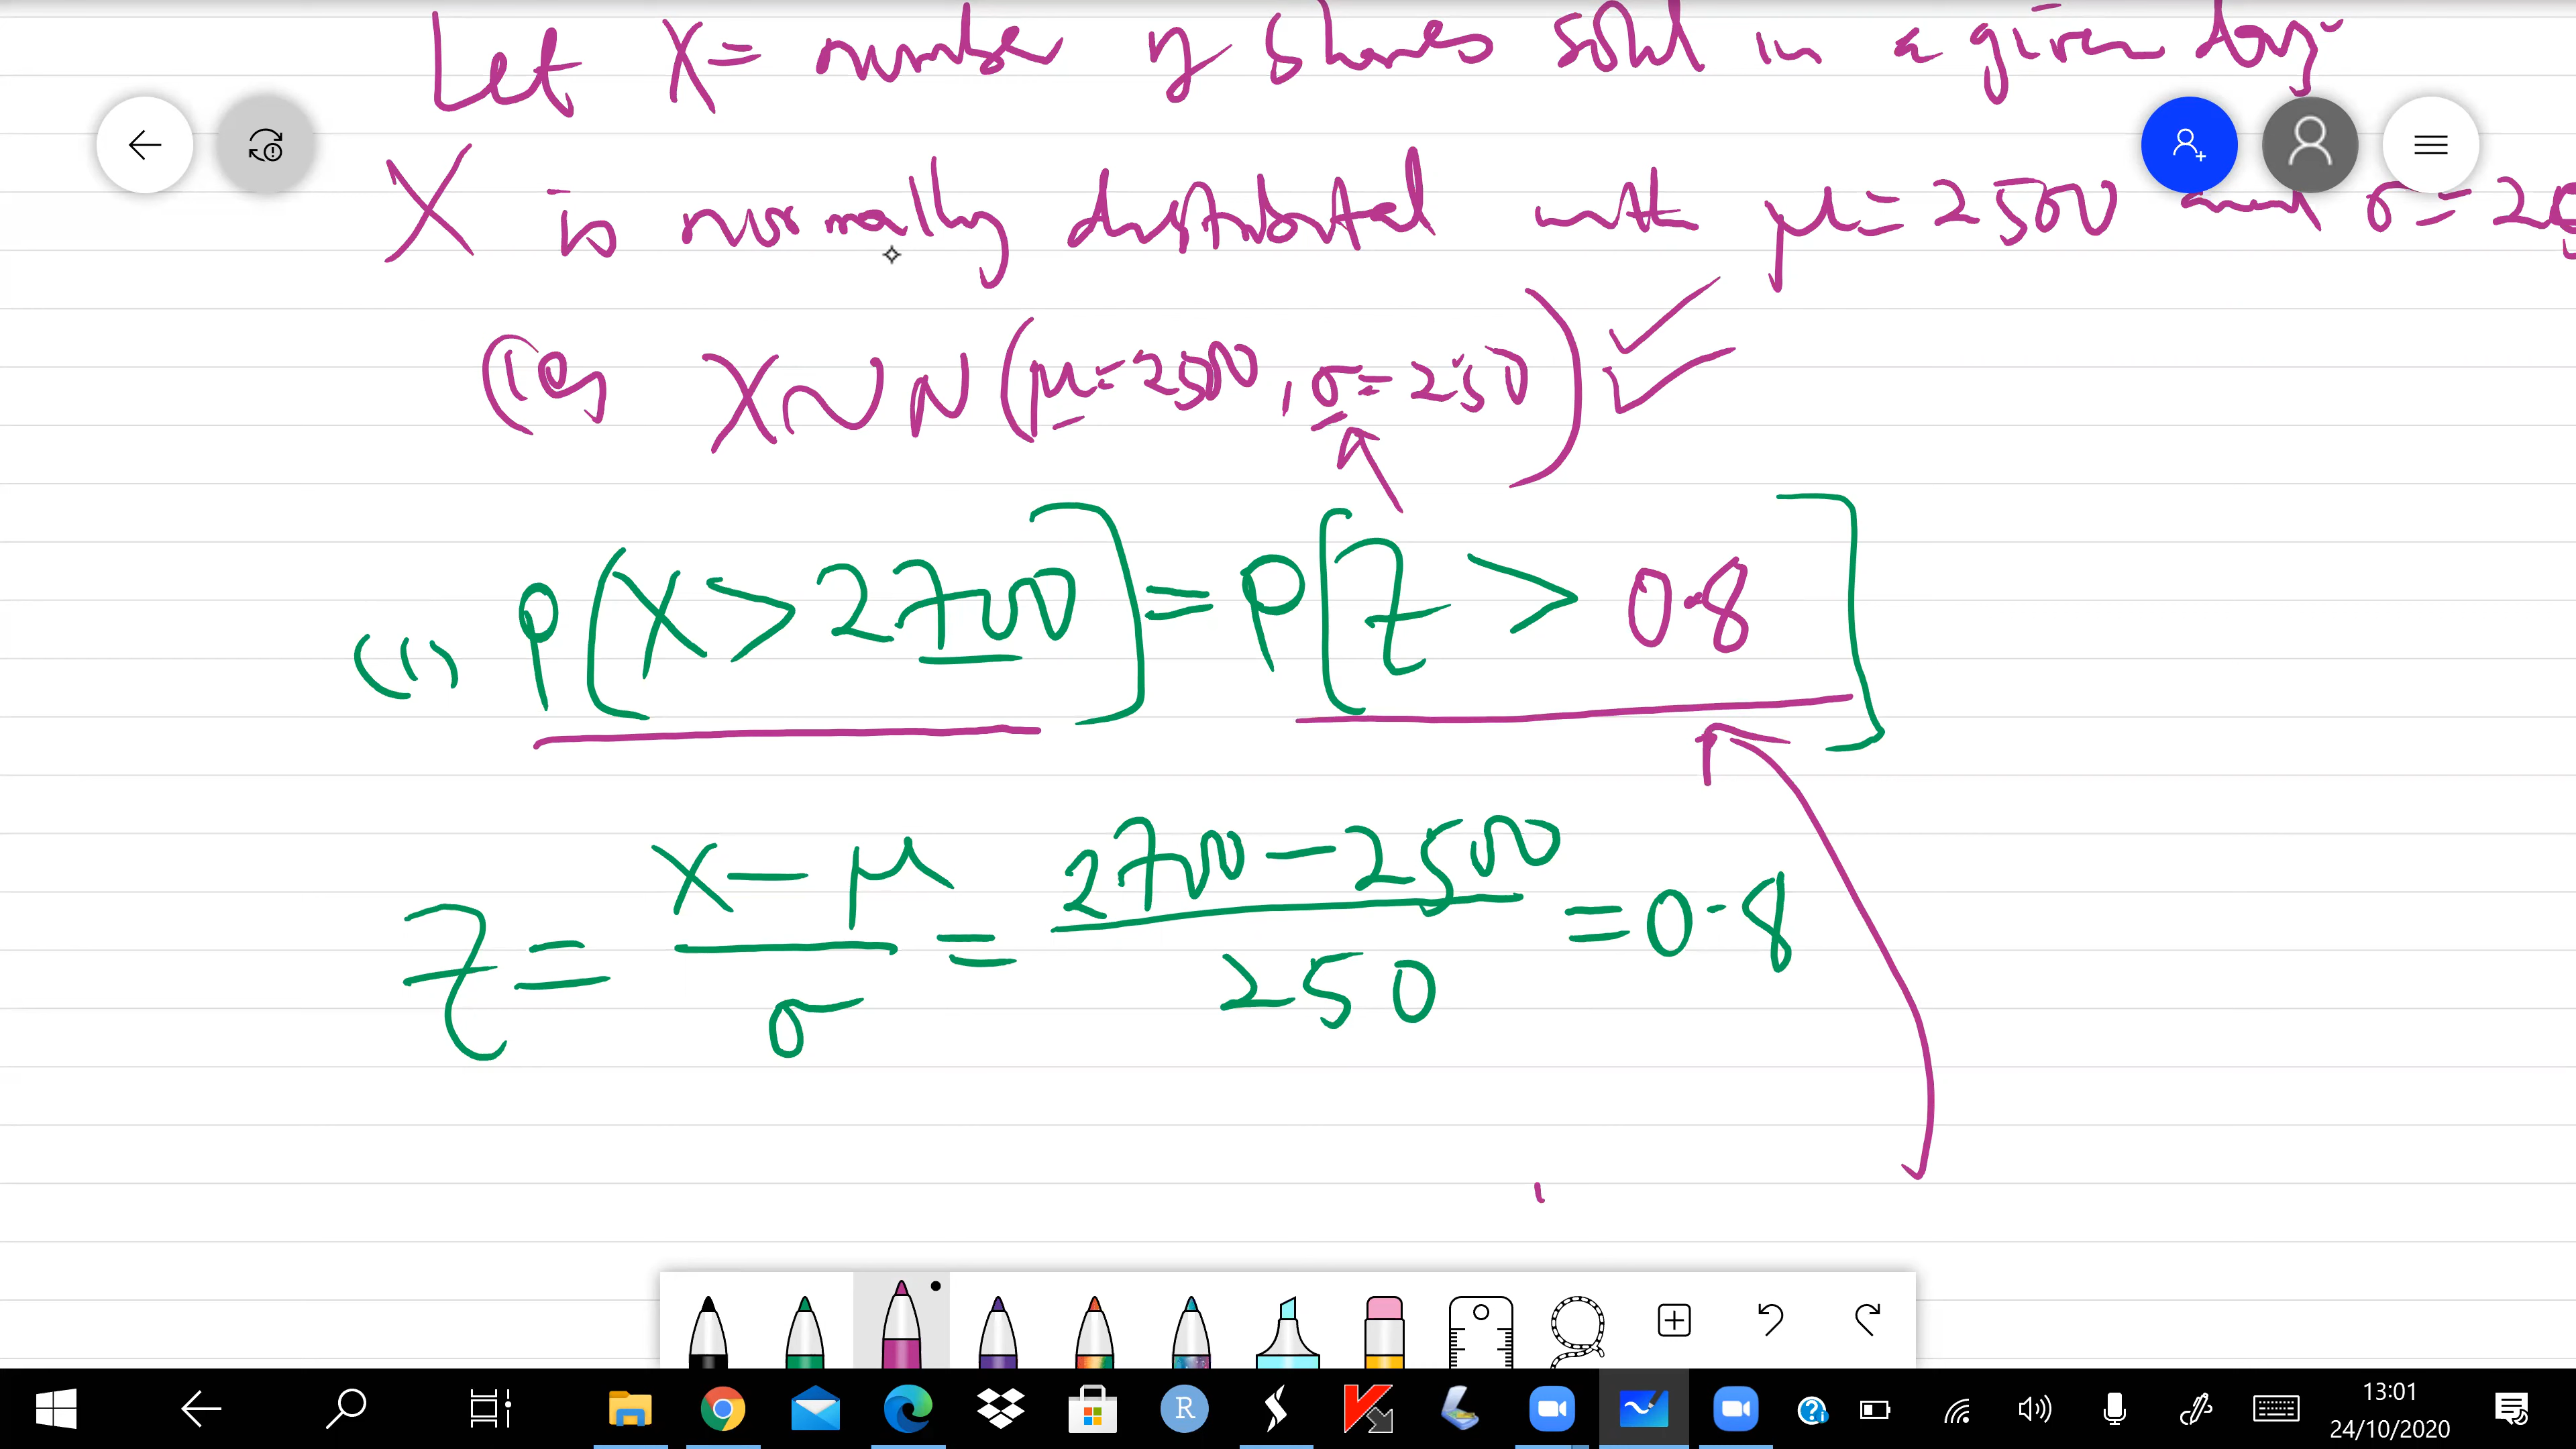 Let X = number of shares sold in a given day
X is normally distributed with μ = 2500 and σ = 25
(or X ~ N (μ = 2500, σ = 250)
(i) P(X > 2700] = P[Z > 0.8]
Z = X − μ / σ = 2700 − 2500 / 250 = 0.8
R
13:01
24/10/2020